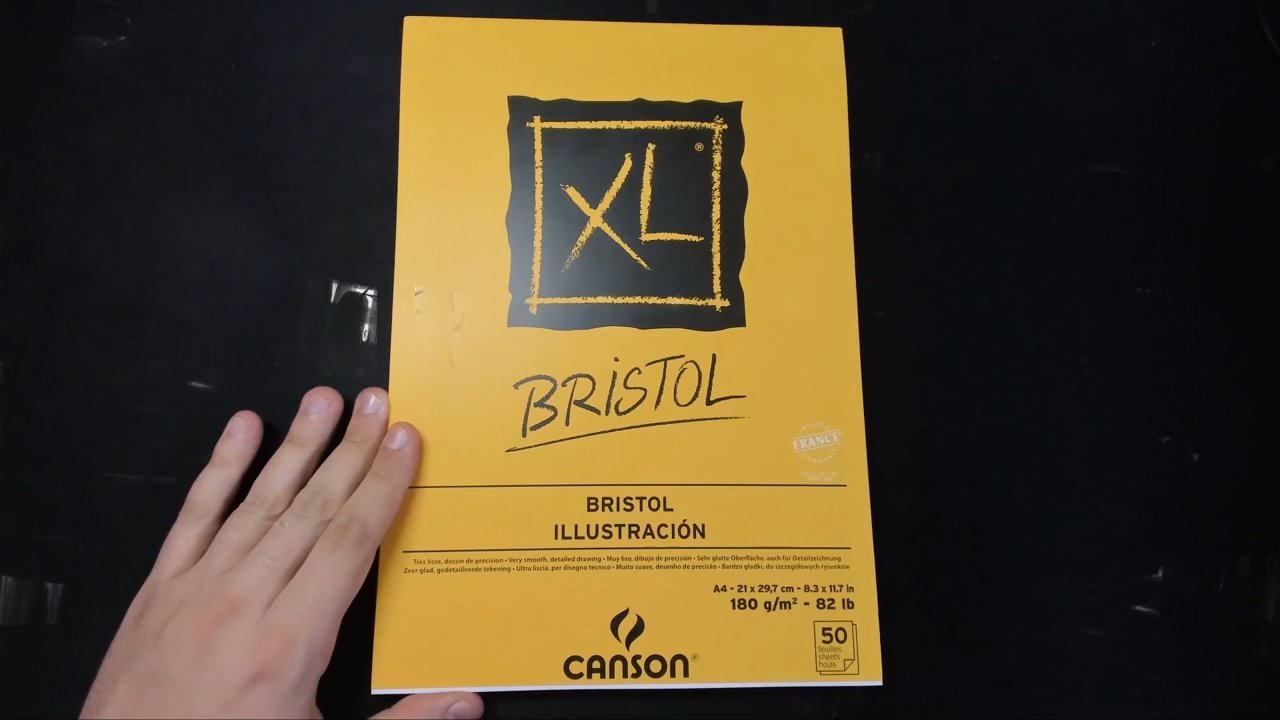 XL®
BRiSTOL
FRANCE
BRISTOL
ILLUSTRACIÓN
Très lisse, dessin de précision • Very smooth, detailed drawing • Muy liso, dibujo de precisión • Sehr glatte Oberfläche, auch für Detailzeichnung
Zeer glad, gedetailleerde tekening • Ultra liscia, per disegno tecnico • Muito suave, desenho de precisão • Bardzo gładki, do szczegółowych rysunków
A4 - 21 x 29,7 cm - 8.3 x 11.7 in
180 g/m² - 82 lb
50
feuilles
sheets
hojas
CANSON®